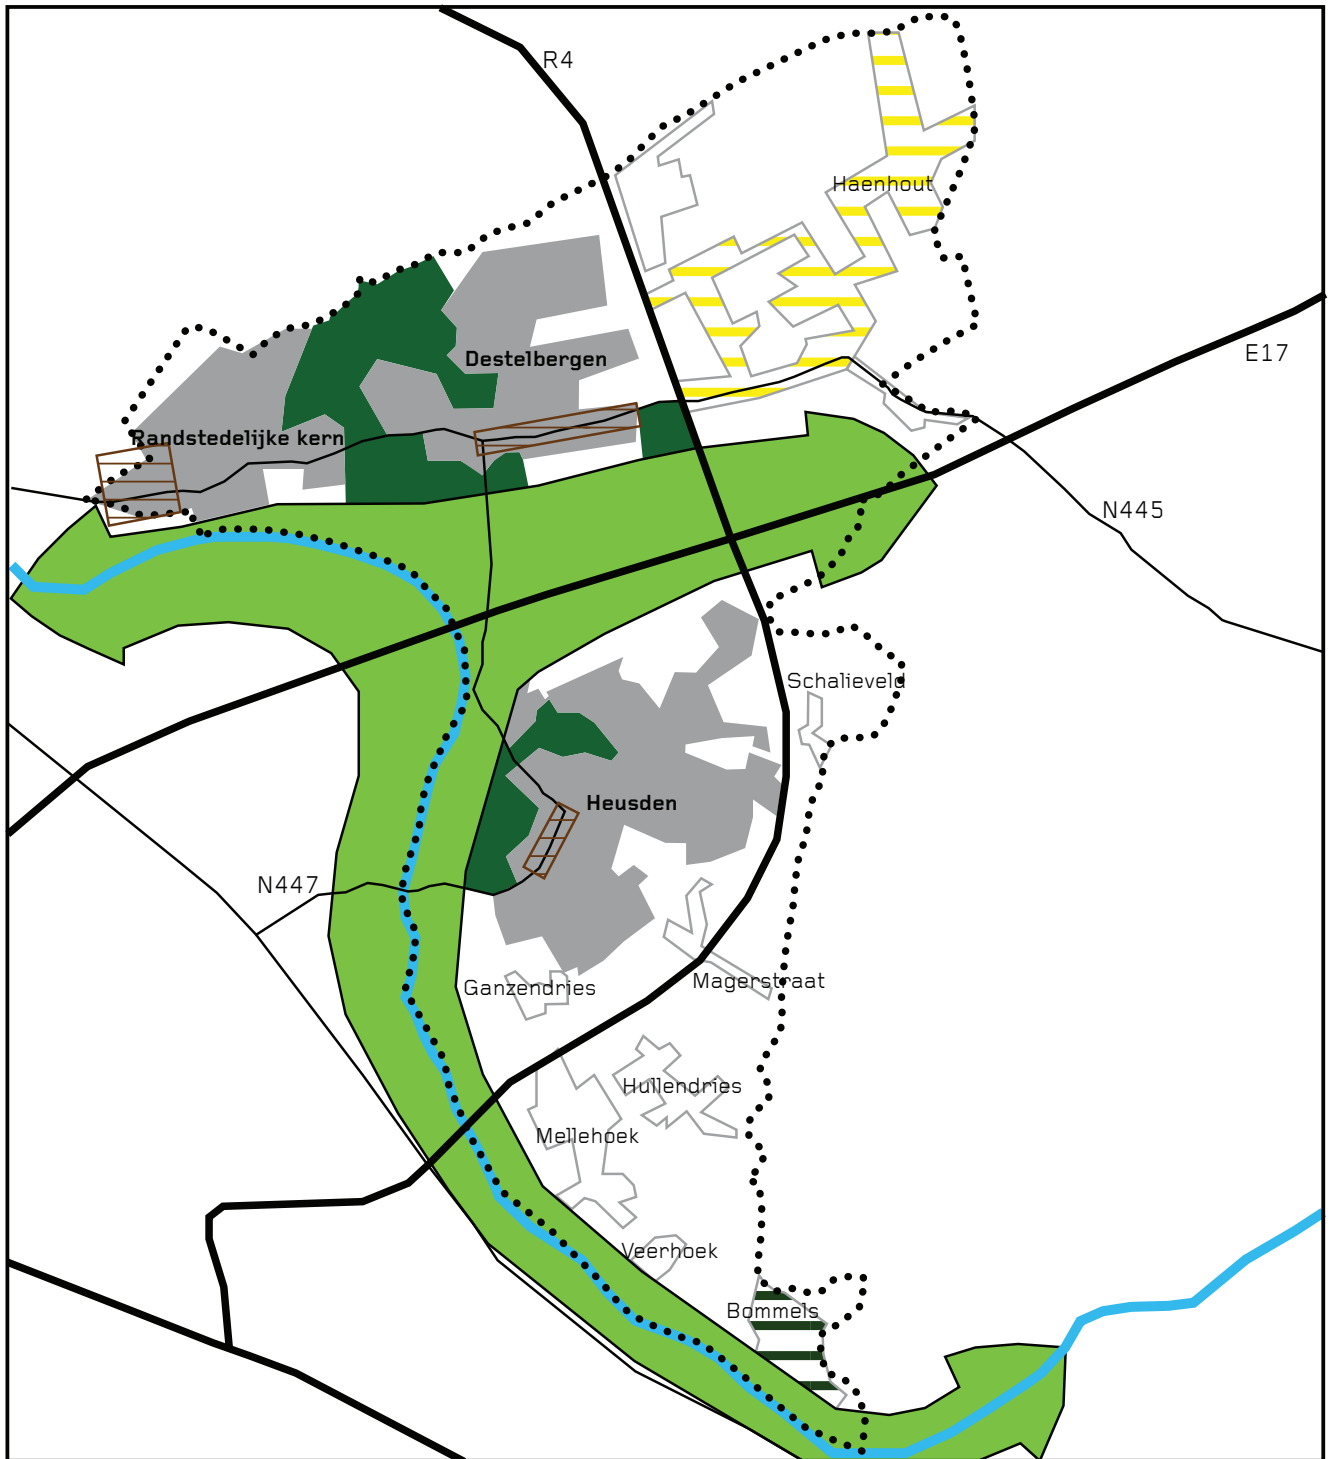 R4
Haenhout
E17
Destelbergen
Randstedelijke kern
N445
Schalieveld
Heusden
N447
Magerstraat
Ganzendries
Hullendries
Mellehoek
Veerhoek
Bommels